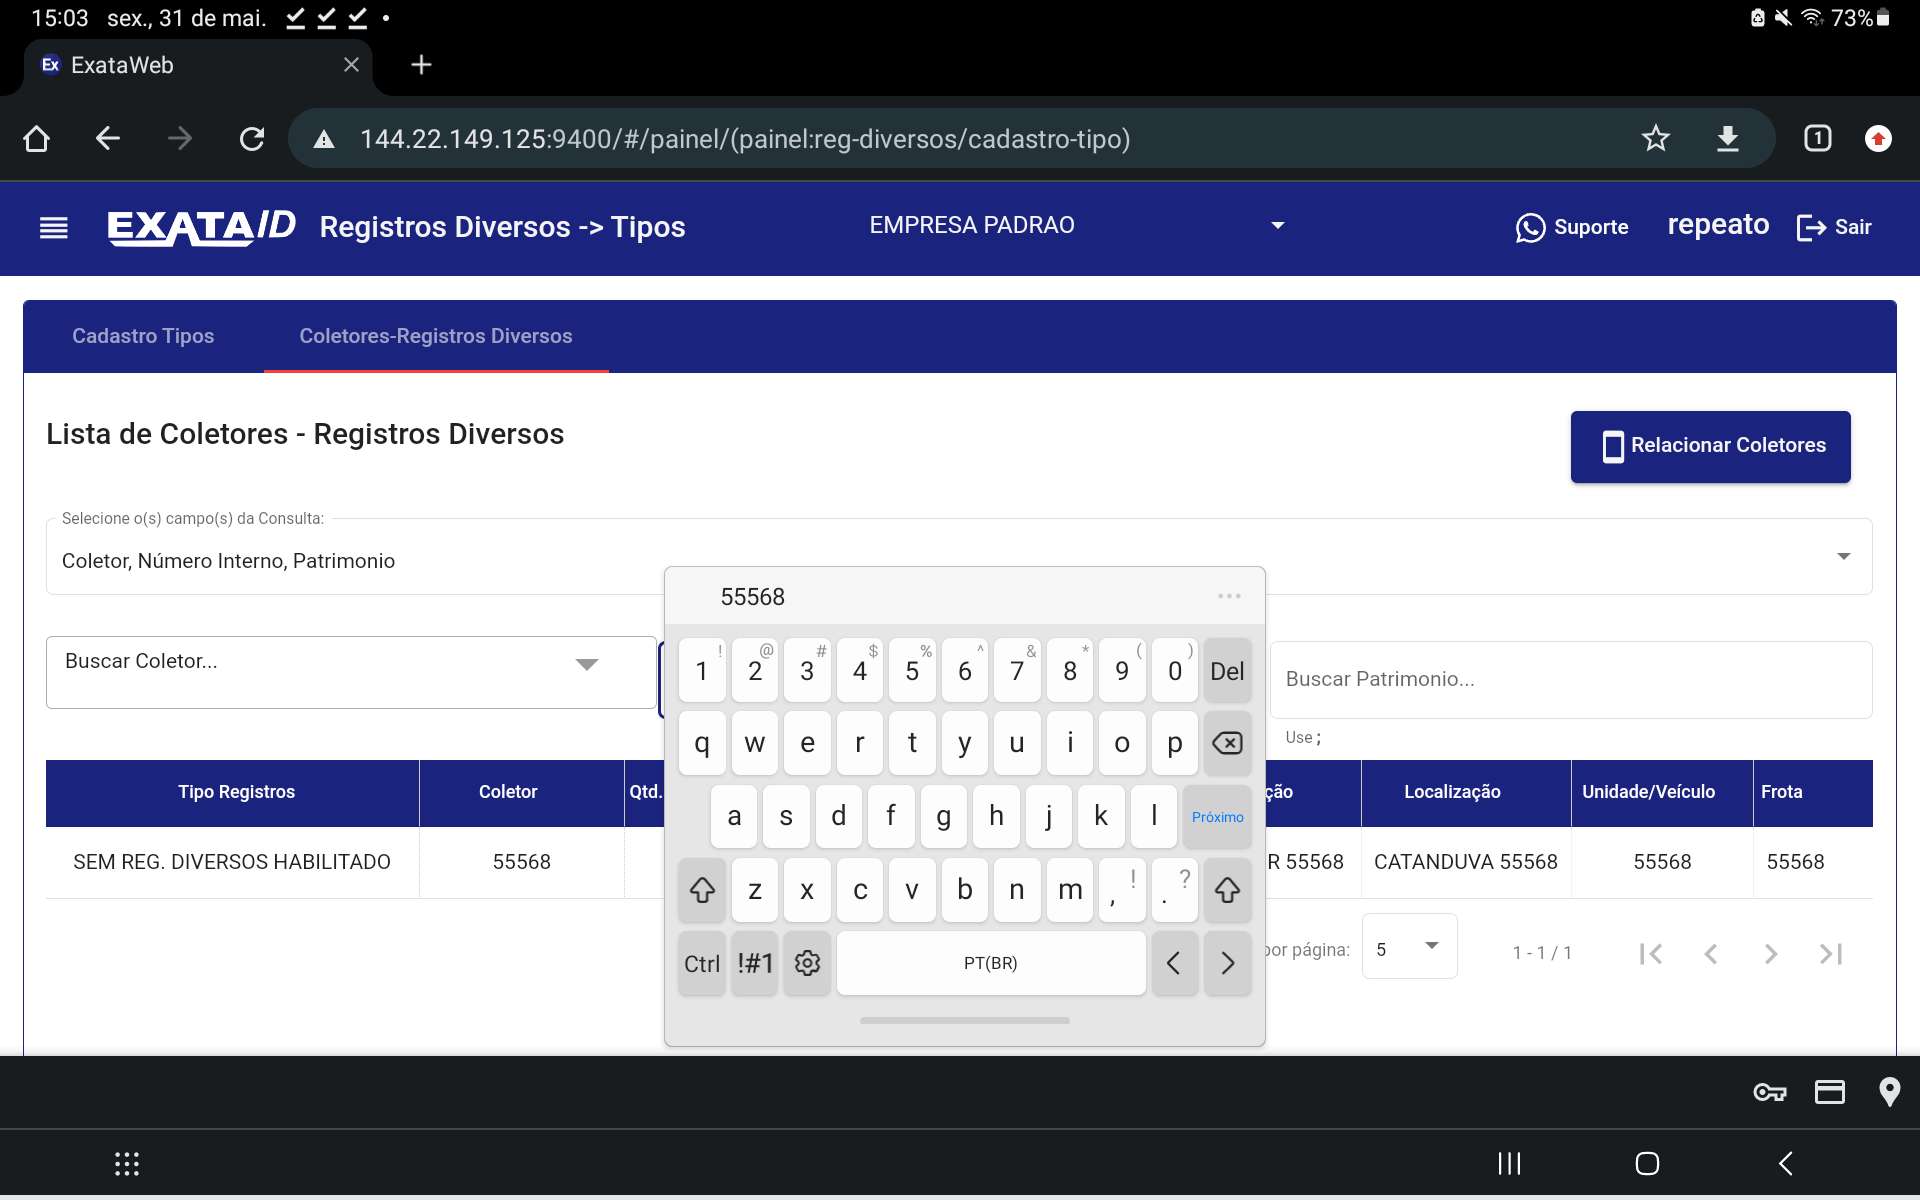 15:03 sex., 31 de mai. 73%
Ex ExataWeb
144.22.149.125:9400/#/painel/(painel:reg-diversos/cadastro-tipo) 1
EXATAID Registros Diversos -> Tipos EMPRESA PADRAO Suporte repeato Sair
Cadastro Tipos Coletores-Registros Diversos
Lista de Coletores - Registros Diversos Relacionar Coletores
Selecione o(s) campo(s) da Consulta:
Coletor, Número Interno, Patrimonio
55568
Buscar Coletor... Buscar Patrimonio...
Use ;
Tipo Registros Coletor Qtd. ção Localização Unidade/Veículo Frota
SEM REG. DIVERSOS HABILITADO 55568 R 55568 CATANDUVA 55568 55568 55568
por página: 5 1 - 1 / 1
! @ # $ % ^ & * ( )
1 2 3 4 5 6 7 8 9 0 Del
q w e r t y u i o p
a s d f g h j k l Próximo
z x c v b n m , ! . ?
Ctrl !#1 PT(BR) < >